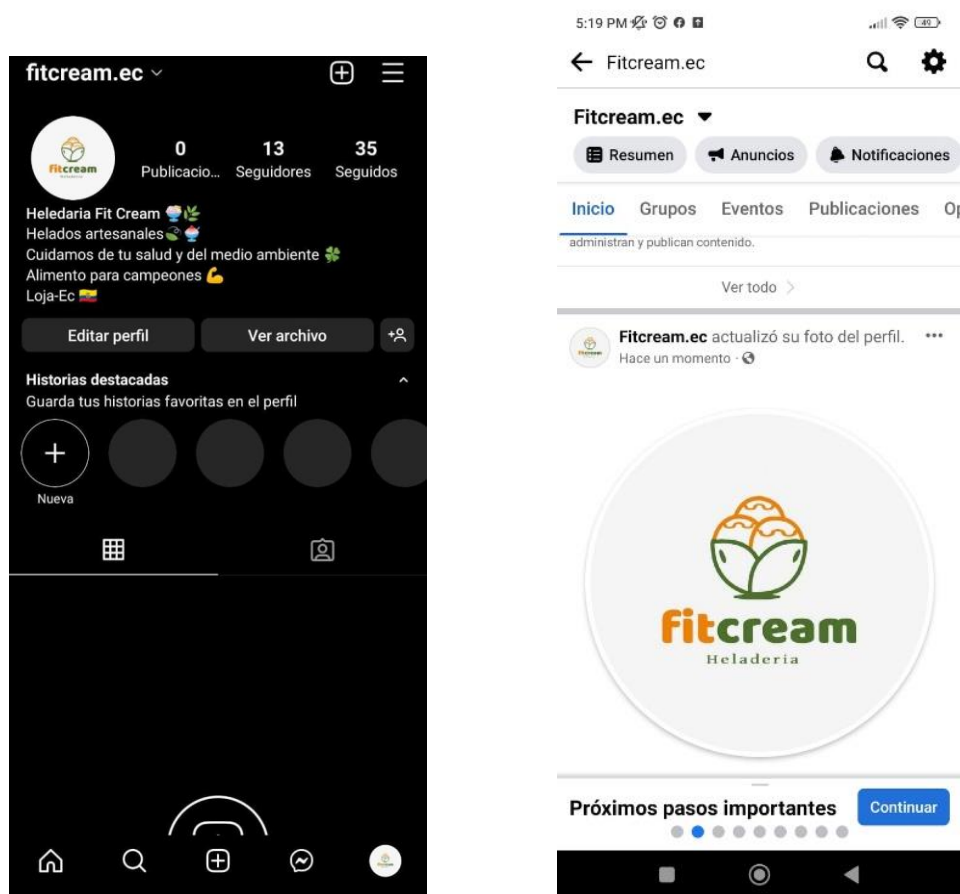 fitcream.ec
fitcream
0 13 35
Publicacio... Seguidores Seguidos
Heledaria Fit Cream
Helados artesanales
Cuidamos de tu salud y del medio ambiente
Alimento para campeones
Loja-Ec
Editar perfil Ver archivo
Historias destacadas
Guarda tus historias favoritas en el perfil
Nueva
5:19 PM 49
Fitcream.ec
Fitcream.ec
Resumen Anuncios Notificaciones
Inicio Grupos Eventos Publicaciones Op
administran y publican contenido.
Ver todo
Fitcream.ec actualizó su foto del perfil.
Hace un momento ·
fitcream
Heladeria
Próximos pasos importantes Continuar